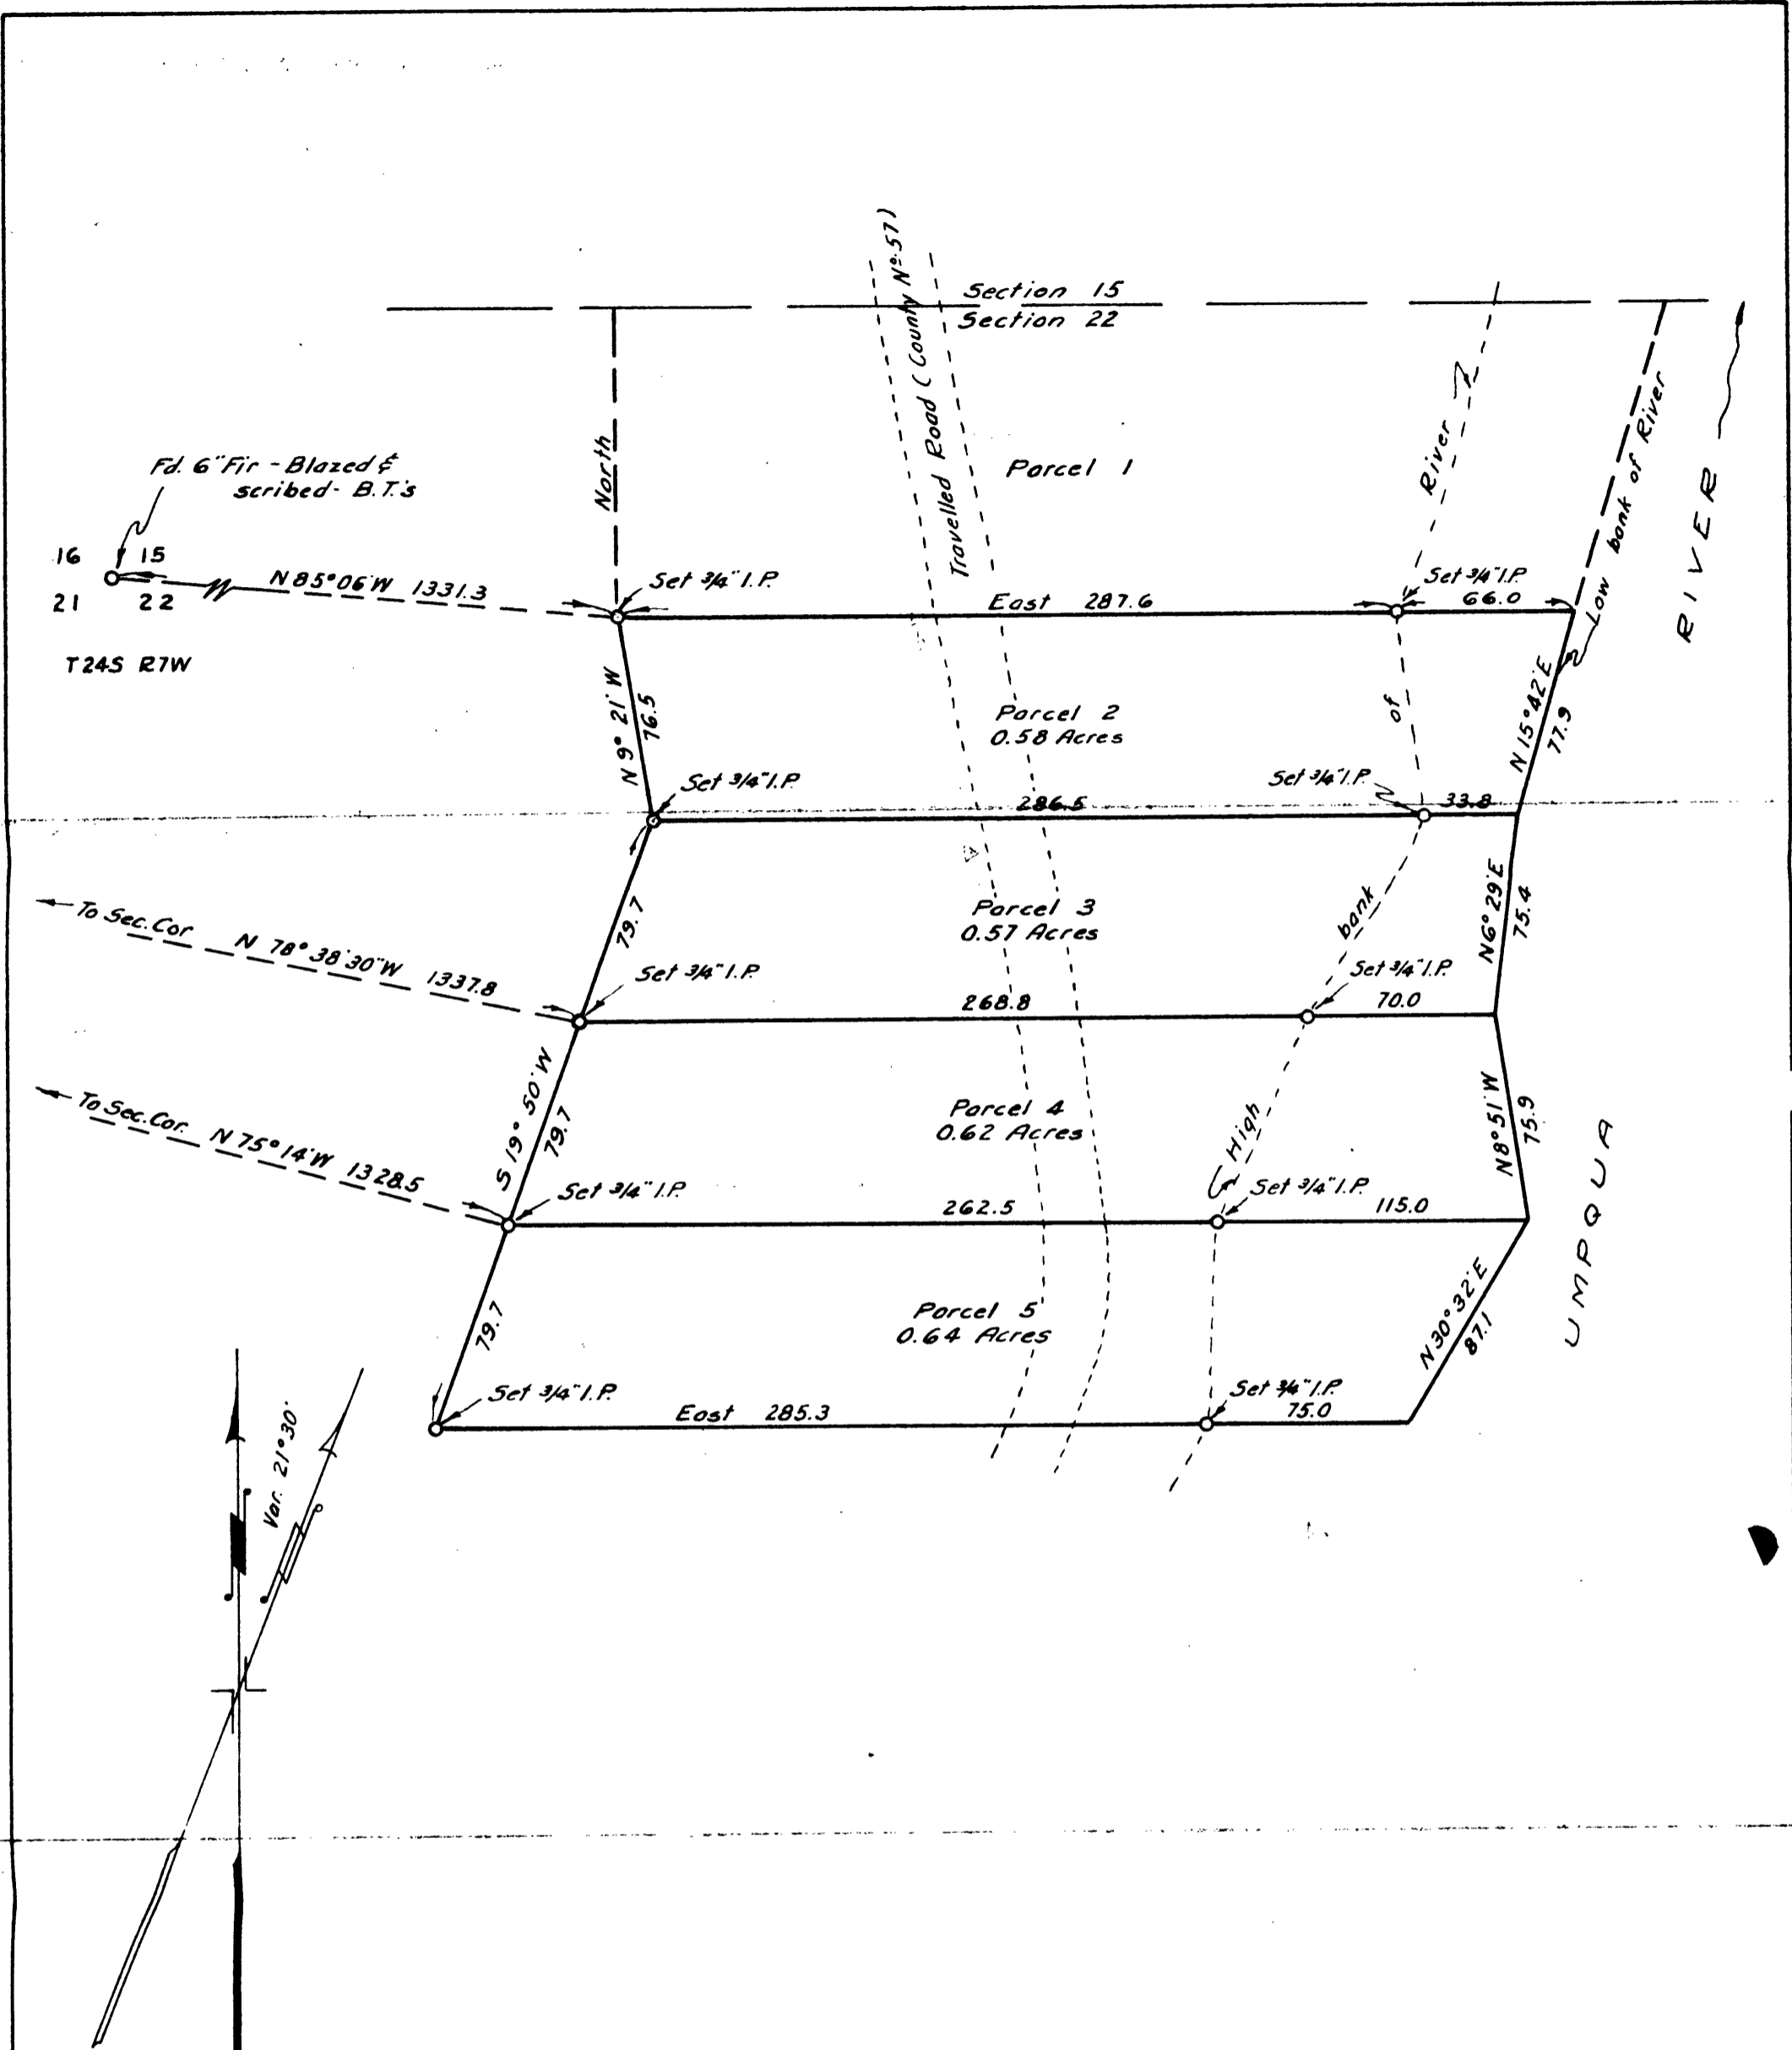 Section 15
Section 22
Travelled Road (County Nº 57)
River
Low bank of River
RIVER
North
Parcel 1
Fd. 6" Fir - Blazed &
scribed - B.T.'s
16 15
21 22
T24S R7W
N 85° 06' W 1331.3
Set 3/4" I.P.
East 287.6
Set 3/4" I.P.
66.0
N 9° 21' W
76.5
Parcel 2
0.58 Acres
of
N 15° 42' E
77.9
Set 3/4" I.P.
286.5
Set 3/4" I.P.
33.8
79.7
Parcel 3
0.57 Acres
bank
N 6° 29' E
75.4
To Sec. Cor N 78° 38' 30" W 1337.8
Set 3/4" I.P.
268.8
Set 3/4" I.P.
70.0
S 19° 50' W
79.7
Parcel 4
0.62 Acres
High
N 8° 51' W
75.9
To Sec. Cor. N 75° 14' W 1328.5
Set 3/4" I.P.
262.5
Set 3/4" I.P.
115.0
UMPQUA
79.7
Parcel 5
0.64 Acres
N 30° 32' E
87.1
Set 3/4" I.P.
East 285.3
Set 3/4" I.P.
75.0
Var. 21° 30'